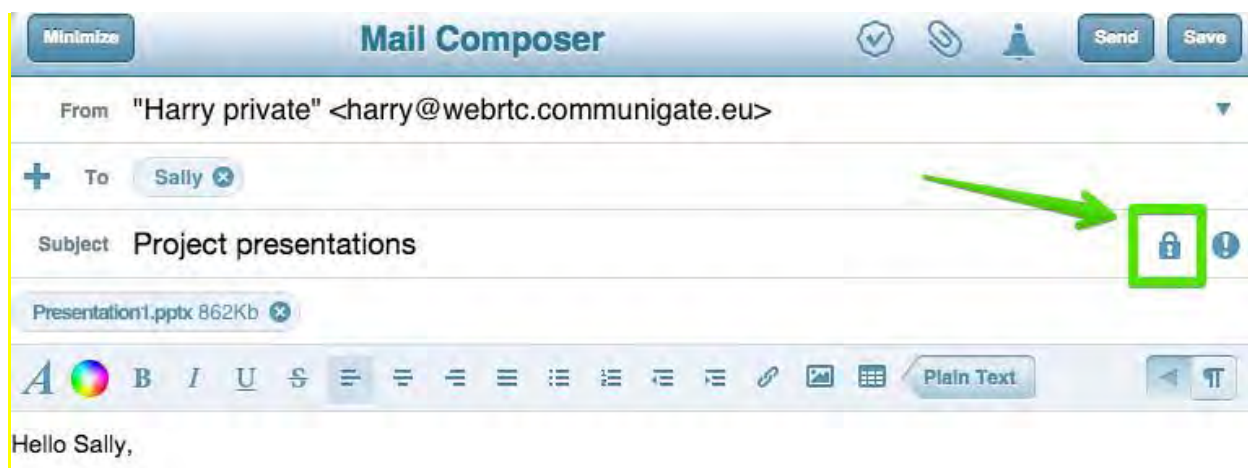 Minimize Mail Composer Send Save
From "Harry private" <harry@webrtc.communigate.eu>
To Sally
Subject Project presentations
Presentation1.pptx 862Kb
A B I U S Plain Text ¶
Hello Sally,